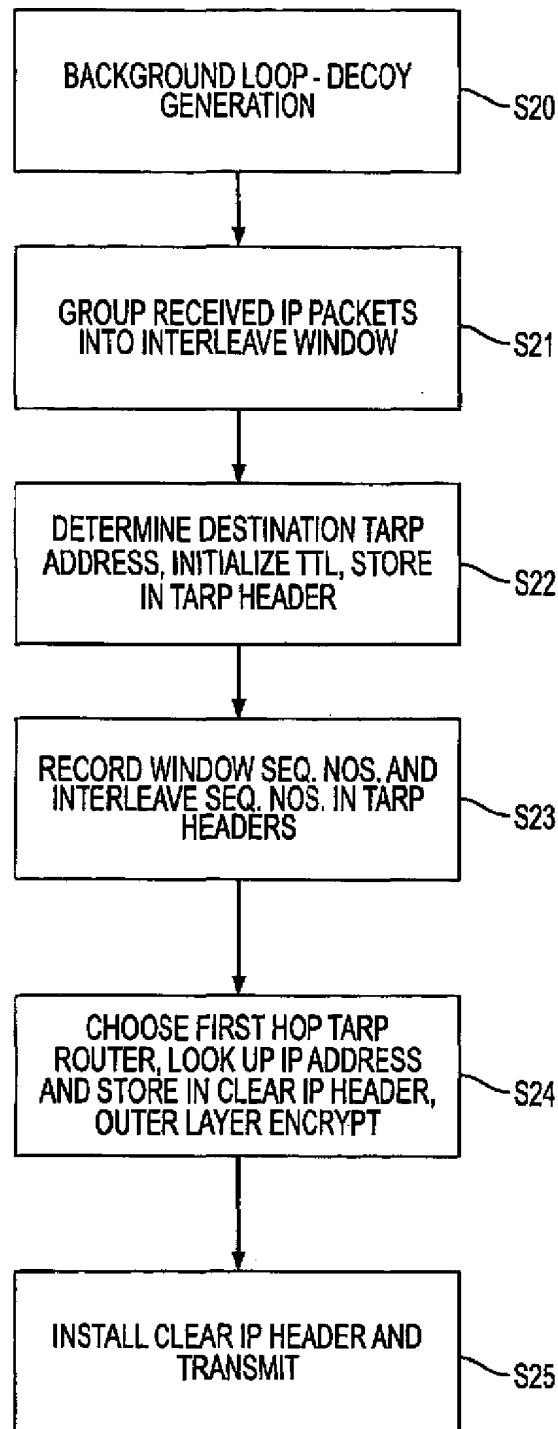 BACKGROUND LOOP - DECOY
GENERATION
S20
GROUP RECEIVED IP PACKETS
INTO INTERLEAVE WINDOW
S21
DETERMINE DESTINATION TARP
ADDRESS, INITIALIZE TTL, STORE
IN TARP HEADER
S22
RECORD WINDOW SEQ. NOS. AND
INTERLEAVE SEQ. NOS. IN TARP
HEADERS
S23
CHOOSE FIRST HOP TARP
ROUTER, LOOK UP IP ADDRESS
AND STORE IN CLEAR IP HEADER,
OUTER LAYER ENCRYPT
S24
INSTALL CLEAR IP HEADER AND
TRANSMIT
S25